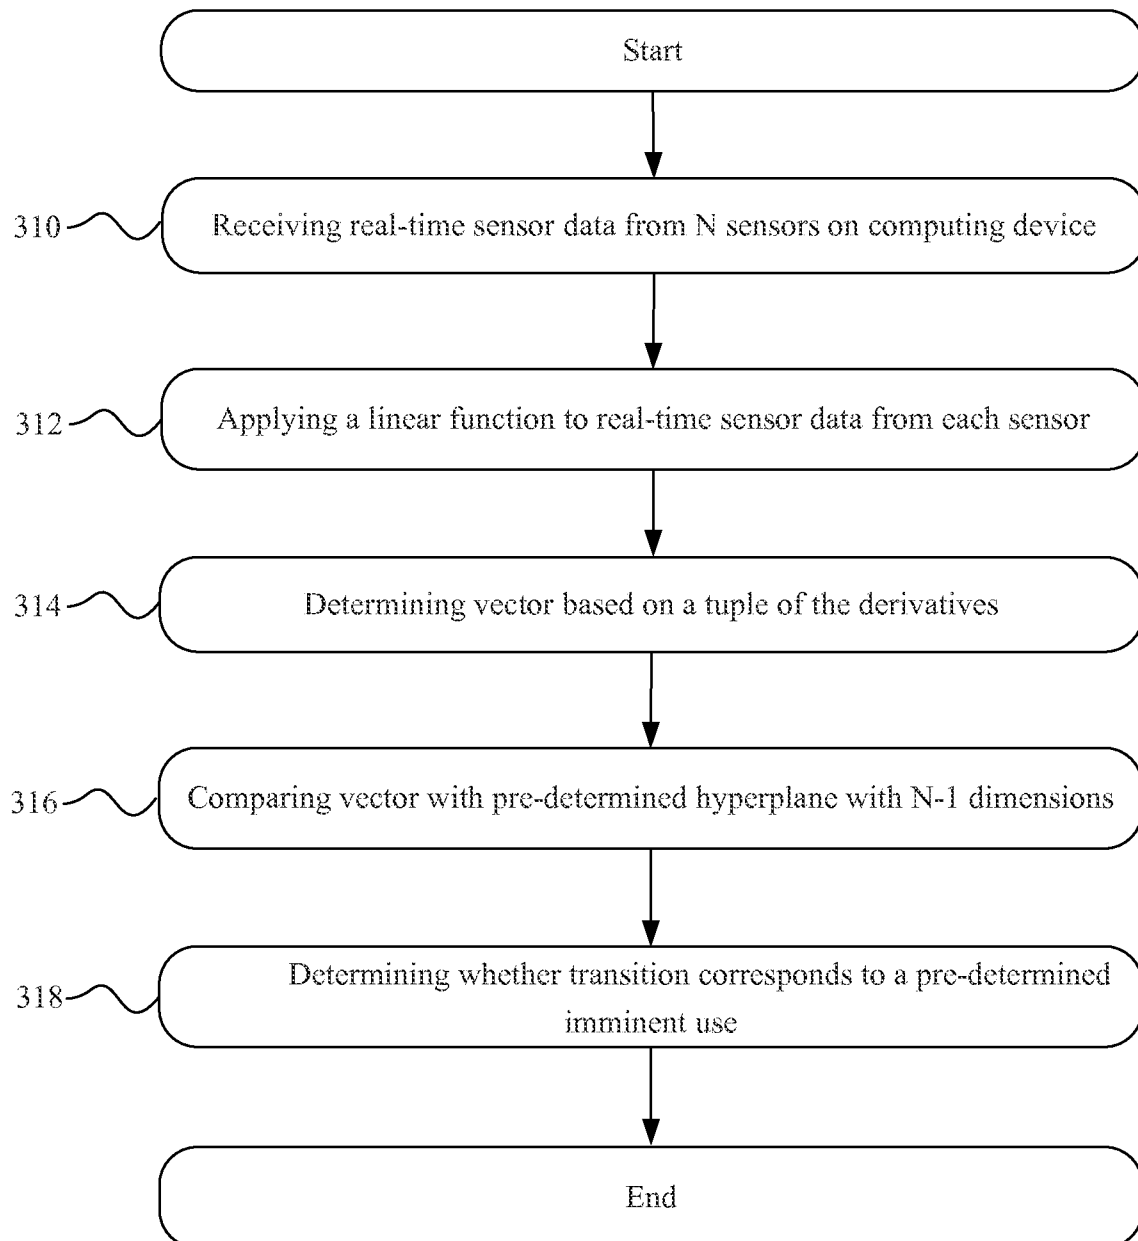 Start
310
Receiving real-time sensor data from N sensors on computing device
312
Applying a linear function to real-time sensor data from each sensor
314
Determining vector based on a tuple of the derivatives
316
Comparing vector with pre-determined hyperplane with N-1 dimensions
318
Determining whether transition corresponds to a pre-determined
imminent use
End